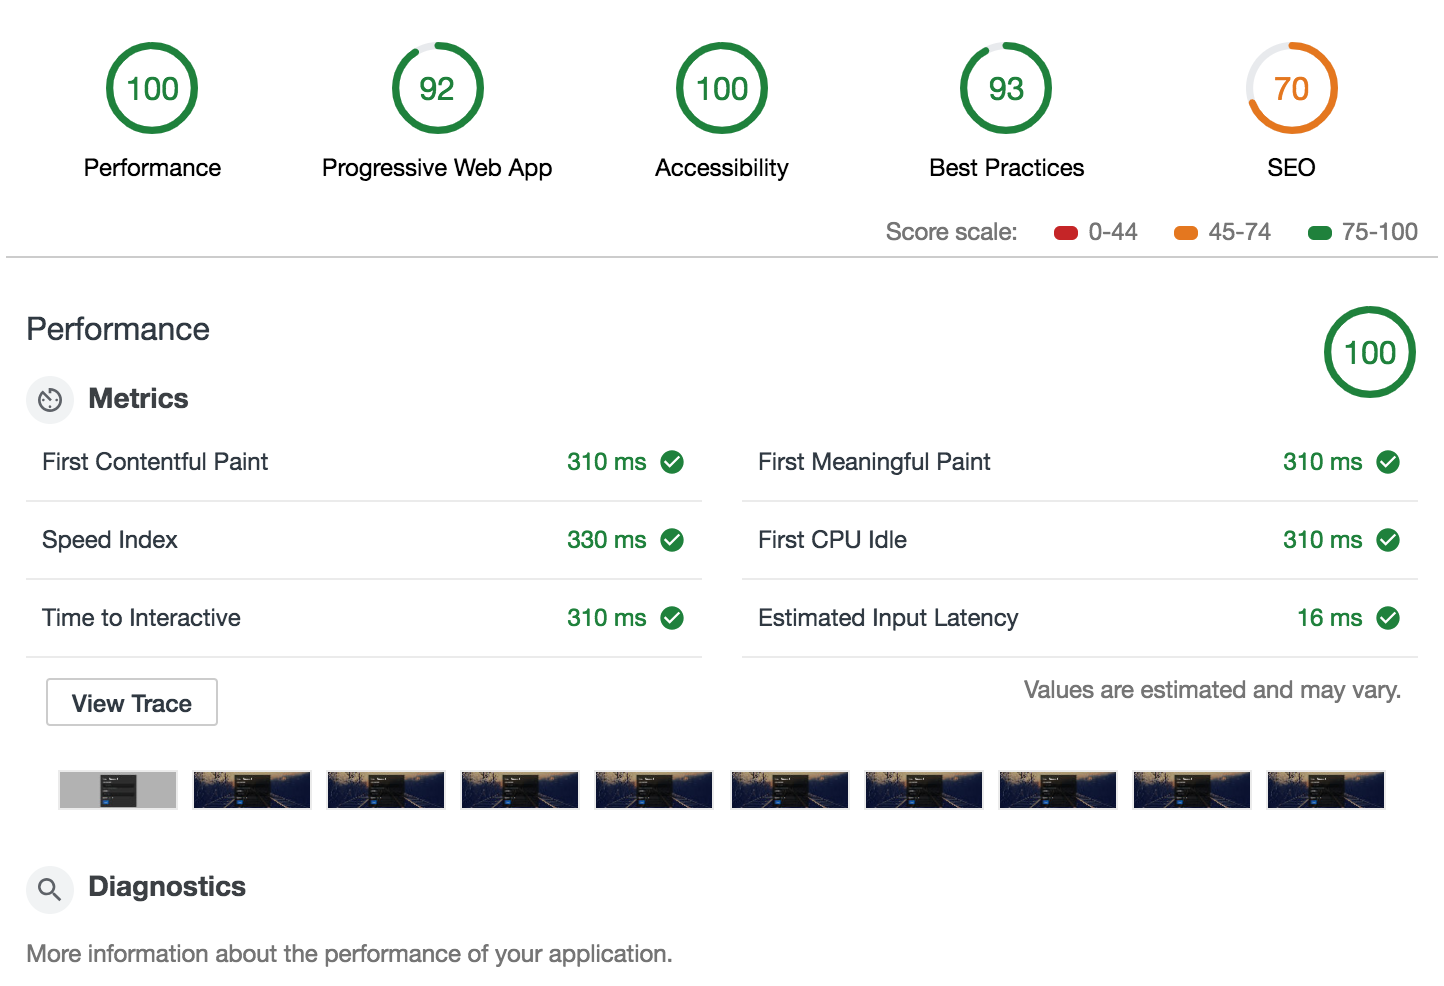 100 92 100 93 70
Performance Progressive Web App Accessibility Best Practices SEO
Score scale: 0-44 45-74 75-100
Performance
100
Metrics
First Contentful Paint 310 ms First Meaningful Paint 310 ms
Speed Index 330 ms First CPU Idle 310 ms
Time to Interactive 310 ms Estimated Input Latency 16 ms
View Trace Values are estimated and may vary.
Diagnostics
More information about the performance of your application.